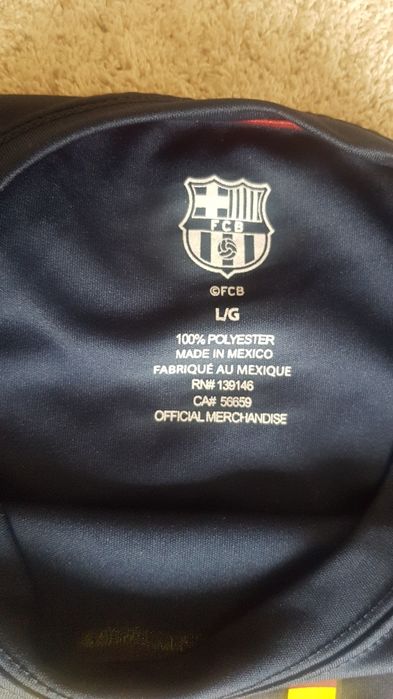 FCB
©FCB
L/G
100% POLYESTER
MADE IN MEXICO
FABRIQUÉ AU MEXIQUE
RN# 139146
CA# 56659
OFFICIAL MERCHANDISE